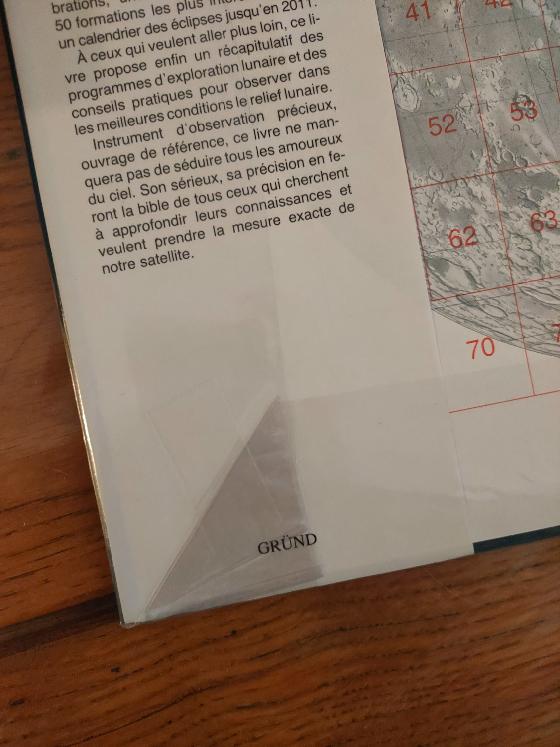 brations,
50 formations les plus
un calendrier des éclipses jusqu'en 2011.
À ceux qui veulent aller plus loin, ce li-
vre propose enfin un récapitulatif des
programmes d'exploration lunaire et des
conseils pratiques pour observer dans
les meilleures conditions le relief lunaire.
Instrument d'observation précieux,
ouvrage de référence, ce livre ne man-
quera pas de séduire tous les amoureux
du ciel. Son sérieux, sa précision en fe-
ront la bible de tous ceux qui cherchent
à approfondir leurs connaissances et
veulent prendre la mesure exacte de
notre satellite.
GRÜND
41 42
52 53
62 63
70